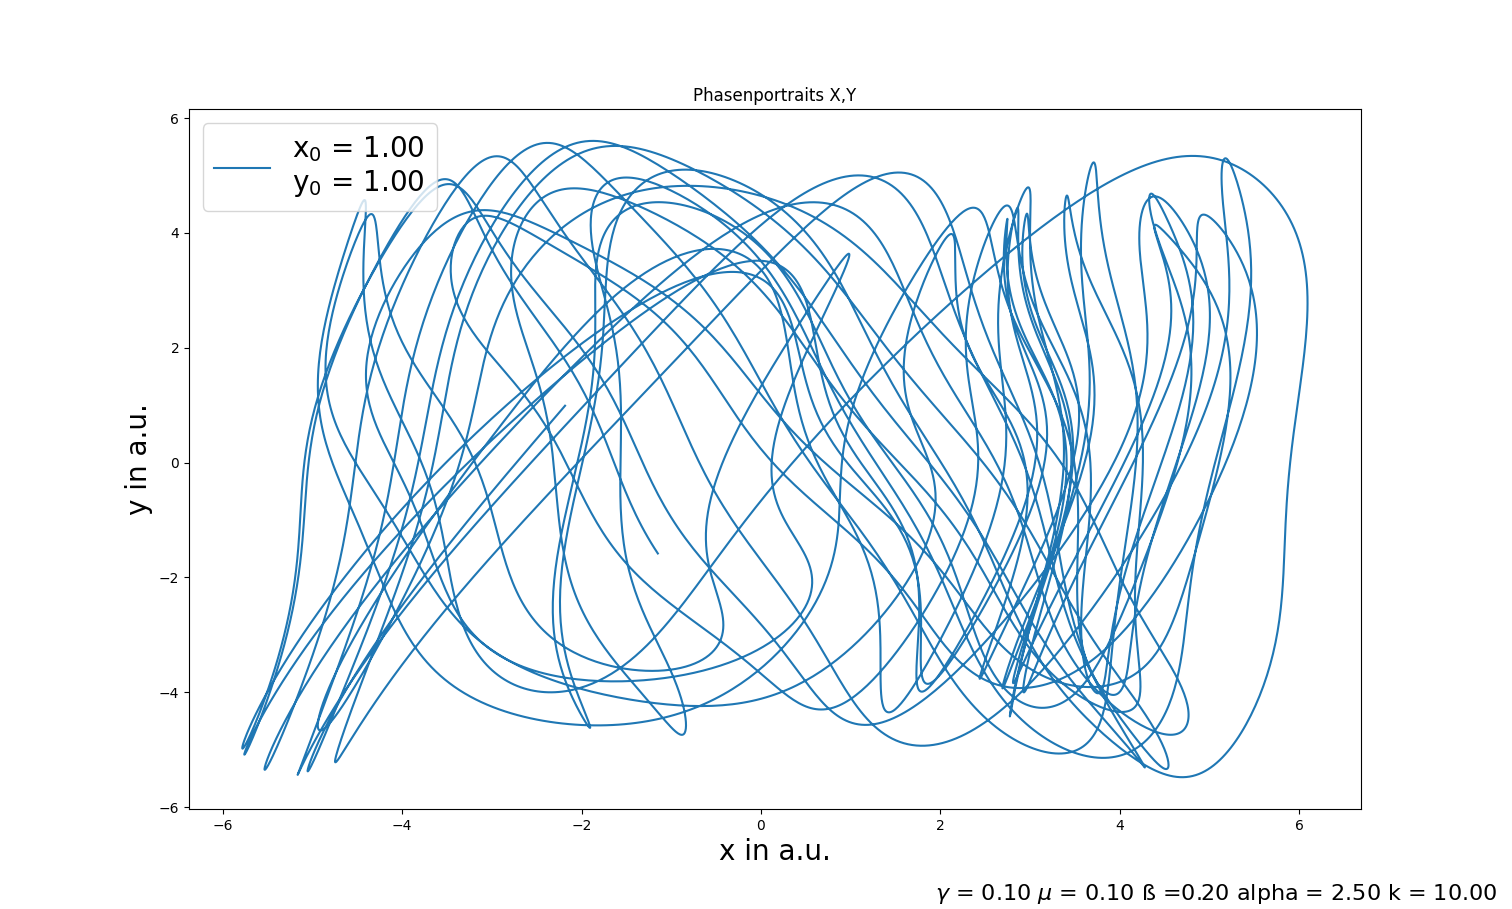 Phasenportraits X,Y
x₀ = 1.00
y₀ = 1.00
6
4
2
0
−2
−4
−6
y in a.u.
−6
−4
−2
0
2
4
6
x in a.u.
γ = 0.10 μ = 0.10 ß =0.20 alpha = 2.50 k = 10.00